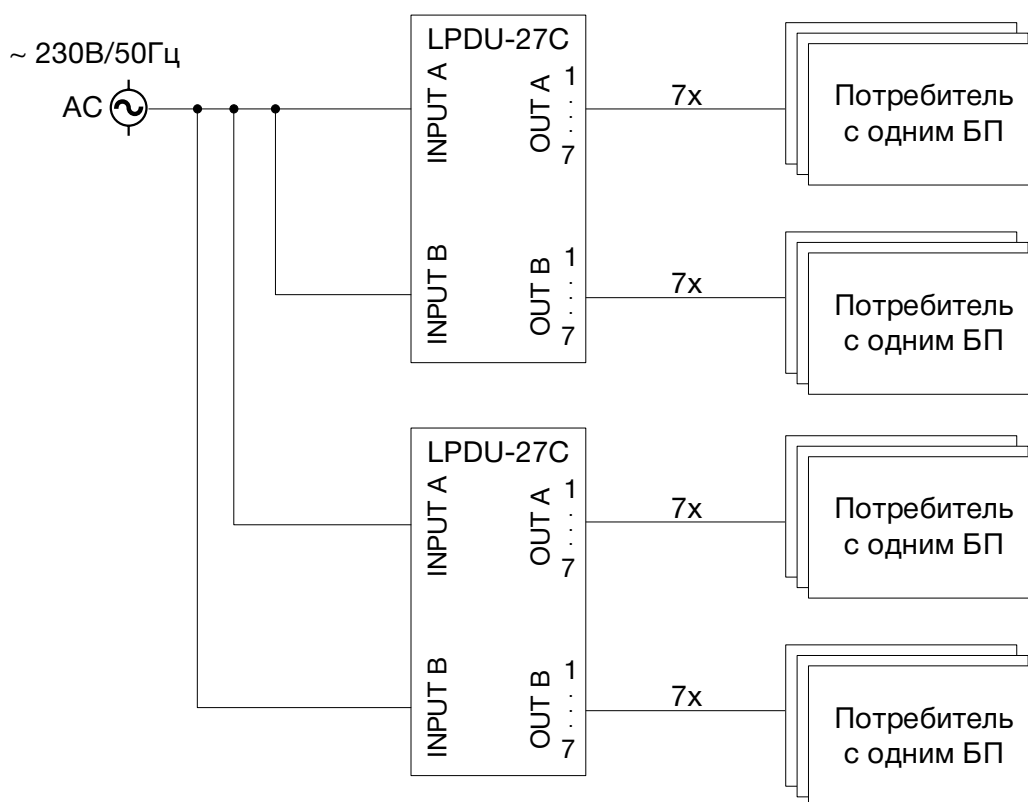 ~ 230В/50Гц
AC
LPDU-27C
INPUT A
OUT A
1
7
7x
Потребитель
с одним БП
INPUT B
OUT B
1
7
7x
Потребитель
с одним БП
LPDU-27C
INPUT A
OUT A
1
7
7x
Потребитель
с одним БП
INPUT B
OUT B
1
7
7x
Потребитель
с одним БП